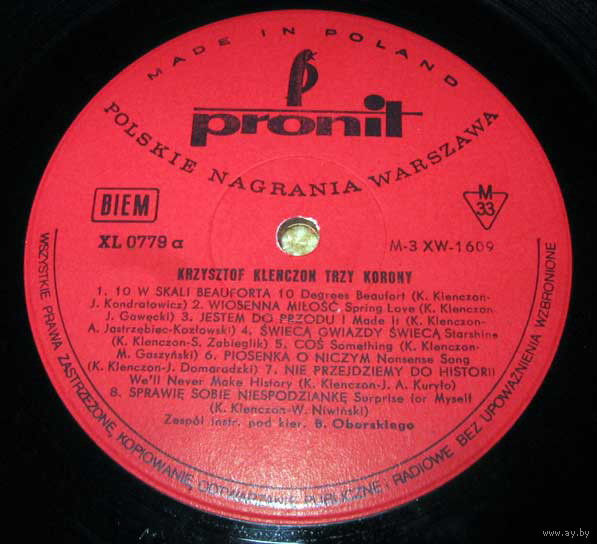 MADE IN POLAND
pronit
POLSKIE NAGRANIA WARSZAWA
BIEM
M
33
XL 0779 a
M-3 XW-1609
KRZYSZTOF KLENCZON TRZY KORONY
1. 10 W SKALI BEAUFORTA 10 Degrees Beaufort (K. Klenczon-
J. Kondratowicz) 2. WIOSENNA MIŁOŚĆ Spring Love (K. Klenczon
J. Gawęcki) 3. JESTEM DO PRZODU I Made It (K. Klenczon-
A. Jastrzębiec-Kozłowski) 4. ŚWIECĄ GWIAZDY ŚWIECĄ Starshine
(K. Klenczon-S. Zabieglik) 5. COŚ Something (K. Klenczon-
M. Gaszyński) 6. PIOSENKA O NICZYM Nonsense Song
(K. Klenczon-J. Domaradzki) 7. NIE PRZEJDZIEMY DO HISTORII
We'll Never Make History (K. Klenczon-J. A. Kuryło)
8. SPRAWIĘ SOBIE NIESPODZIANKĘ Surprise for Myself
(K. Klenczon-W. Niwiński)
Zespół instr. pod kier. B. Oborskiego
WSZYSTKIE PRAWA ZASTRZEŻONE, KOPIOWANIE, ODTWARZANIE PUBLICZNE I RADIOWE BEZ UPOWAŻNIENIA WZBRONIONE
www.ay.by